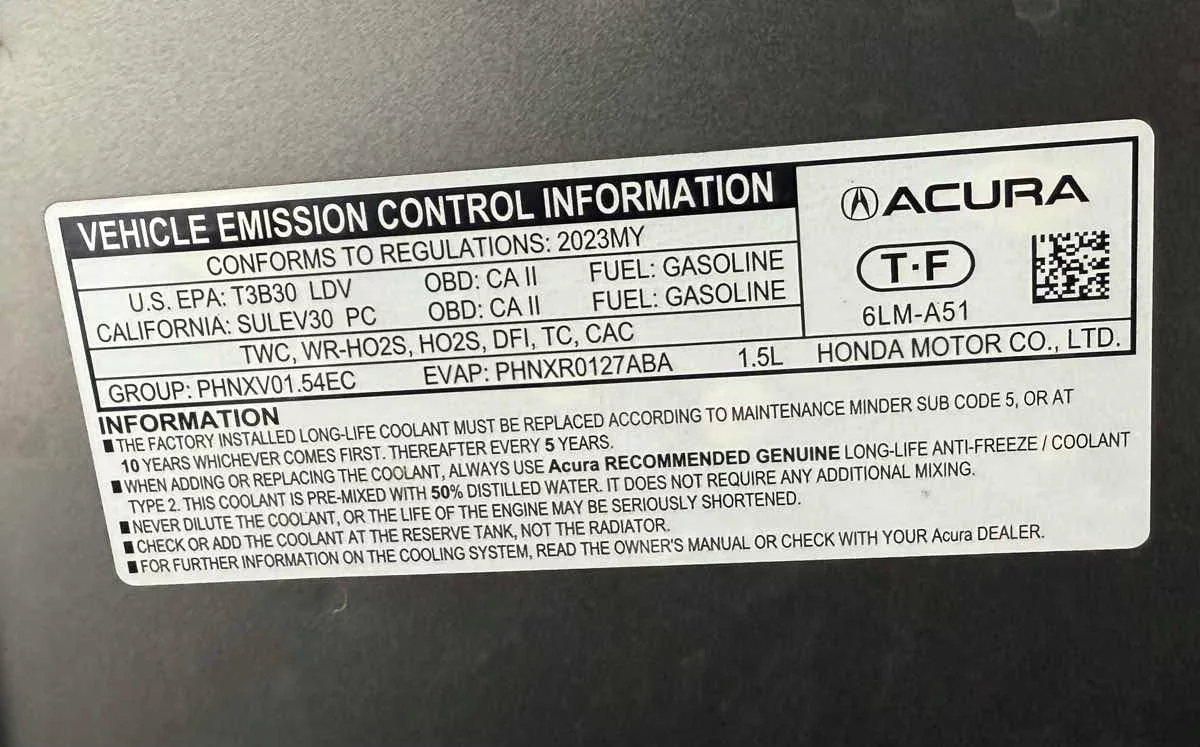 VEHICLE EMISSION CONTROL INFORMATION
CONFORMS TO REGULATIONS: 2023MY
U.S. EPA: T3B30 LDV OBD: CA II FUEL: GASOLINE
CALIFORNIA: SULEV30 PC OBD: CA II FUEL: GASOLINE
TWC, WR-HO2S, HO2S, DFI, TC, CAC
GROUP: PHNXV01.54EC EVAP: PHNXR0127ABA 1.5L HONDA MOTOR CO., LTD.
ACURA
T·F
6LM-A51
INFORMATION
■ THE FACTORY INSTALLED LONG-LIFE COOLANT MUST BE REPLACED ACCORDING TO MAINTENANCE MINDER SUB CODE 5, OR AT
10 YEARS WHICHEVER COMES FIRST. THEREAFTER EVERY 5 YEARS.
■ WHEN ADDING OR REPLACING THE COOLANT, ALWAYS USE Acura RECOMMENDED GENUINE LONG-LIFE ANTI-FREEZE / COOLANT
TYPE 2. THIS COOLANT IS PRE-MIXED WITH 50% DISTILLED WATER. IT DOES NOT REQUIRE ANY ADDITIONAL MIXING.
■ NEVER DILUTE THE COOLANT, OR THE LIFE OF THE ENGINE MAY BE SERIOUSLY SHORTENED.
■ CHECK OR ADD THE COOLANT AT THE RESERVE TANK, NOT THE RADIATOR.
■ FOR FURTHER INFORMATION ON THE COOLING SYSTEM, READ THE OWNER'S MANUAL OR CHECK WITH YOUR Acura DEALER.